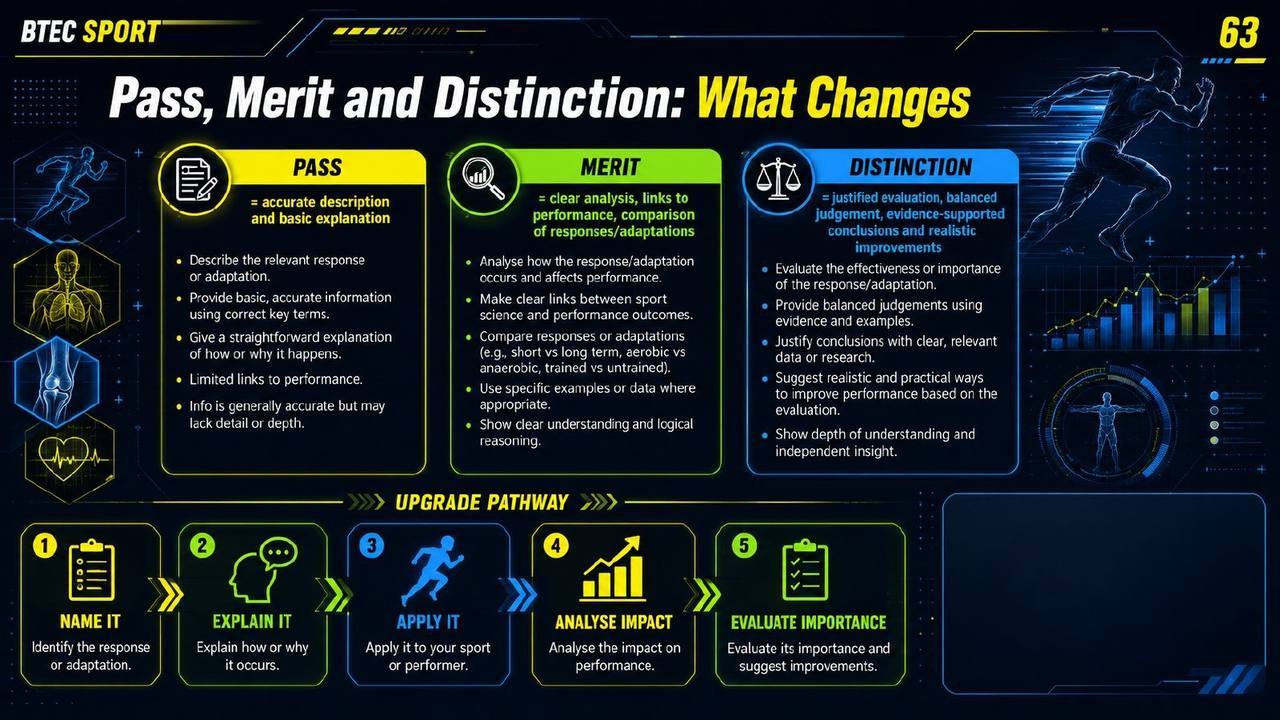 BTEC SPORT
63
Pass, Merit and Distinction: What Changes
PASS
= accurate description
and basic explanation
• Describe the relevant response
or adaptation.
• Provide basic, accurate information
using correct key terms.
• Give a straightforward explanation
of how or why it happens.
• Limited links to performance.
• Info is generally accurate but may
lack detail or depth.
MERIT
= clear analysis, links to
performance, comparison
of responses/adaptations
• Analyse how the response/adaptation
occurs and affects performance.
• Make clear links between sport
science and performance outcomes.
• Compare responses or adaptations
(e.g., short vs long term, aerobic vs
anaerobic, trained vs untrained).
• Use specific examples or data where
appropriate.
• Show clear understanding and logical
reasoning.
DISTINCTION
= justified evaluation, balanced
judgement, evidence-supported
conclusions and realistic
improvements
• Evaluate the effectiveness or importance
of the response/adaptation.
• Provide balanced judgements using
evidence and examples.
• Justify conclusions with clear, relevant
data or research.
• Suggest realistic and practical ways
to improve performance based on the
evaluation.
• Show depth of understanding and
independent insight.
UPGRADE PATHWAY
1
NAME IT
Identify the response
or adaptation.
2
EXPLAIN IT
Explain how or why
it occurs.
3
APPLY IT
Apply it to your sport
or performer.
4
ANALYSE IMPACT
Analyse the impact on
performance.
5
EVALUATE IMPORTANCE
Evaluate its importance and
suggest improvements.